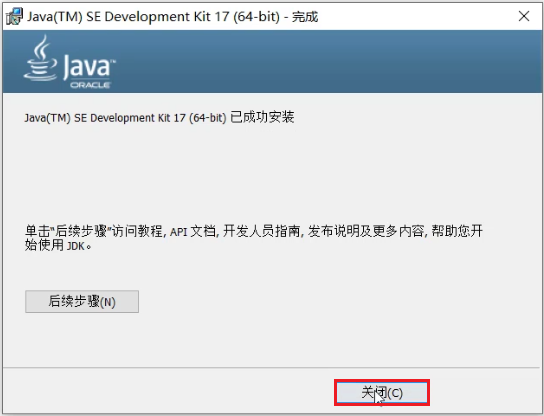 Java(TM) SE Development Kit 17 (64-bit) - 完成
Java™
ORACLE
Java(TM) SE Development Kit 17 (64-bit) 已成功安装
单击“后续步骤”访问教程, API 文档, 开发人员指南, 发布说明及更多内容, 帮助您开
始使用 JDK。
后续步骤(N)
关闭(C)